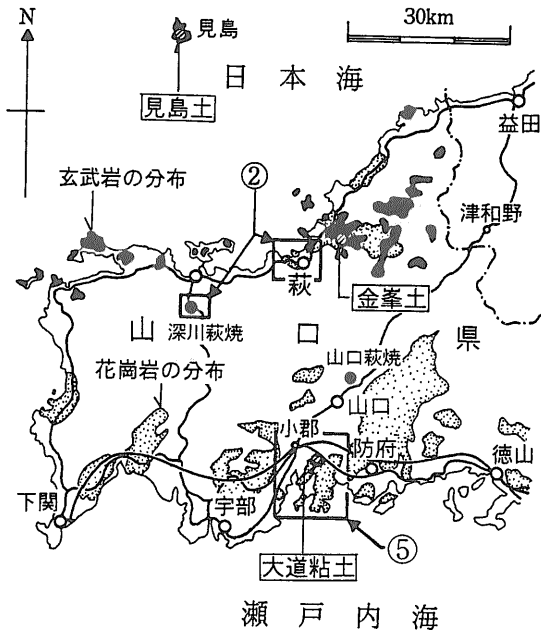 N
30km
見島
日本海
見島土
益田
玄武岩の分布
②
津和野
萩
金峯土
山口県
深川萩焼
山口萩焼
花崗岩の分布
山口
小郡
防府
徳山
下関
宇部
⑤
大道粘土
瀬戸内海